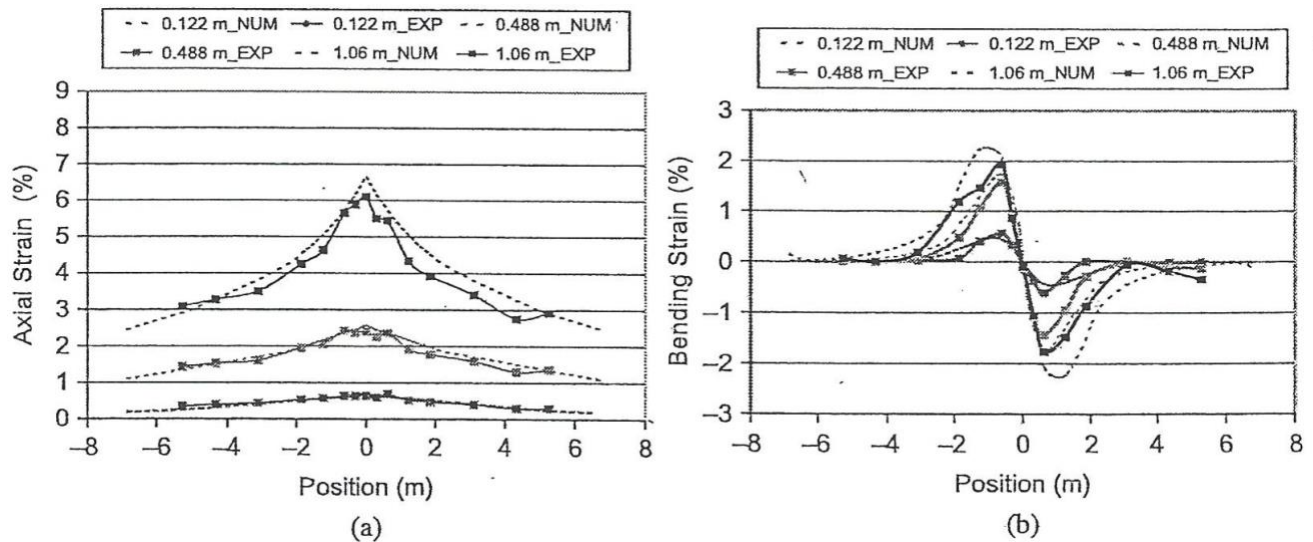 0.122 m_NUM 0.122 m_EXP 0.488 m_NUM
0.488 m_EXP 1.06 m_NUM 1.06 m_EXP
9
8
7
6
5
4
3
2
1
0
Axial Strain (%)
–8 –6 –4 –2 0 2 4 6 8
Position (m)
(a)
0.122 m_NUM 0.122 m_EXP 0.488 m_NUM
0.488 m_EXP 1.06 m_NUM 1.06 m_EXP
3
2
1
0
–1
–2
–3
Bending Strain (%)
–8 –6 –4 –2 0 2 4 6 8
Position (m)
(b)